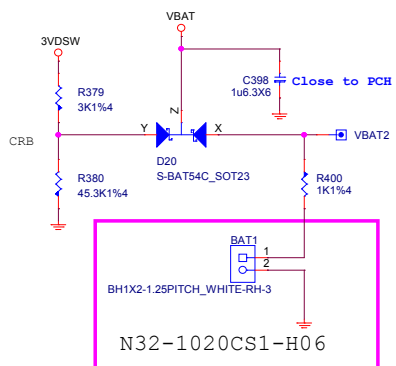 VBAT
3VDSW
R379
3K1%4
C398
1u6.3X6
Close to PCH
Z
CRB
Y
X
VBAT2
D20
S-BAT54C_SOT23
R380
45.3K1%4
R400
1K1%4
BAT1
1
2
BH1X2-1.25PITCH_WHITE-RH-3
N32-1020CS1-H06